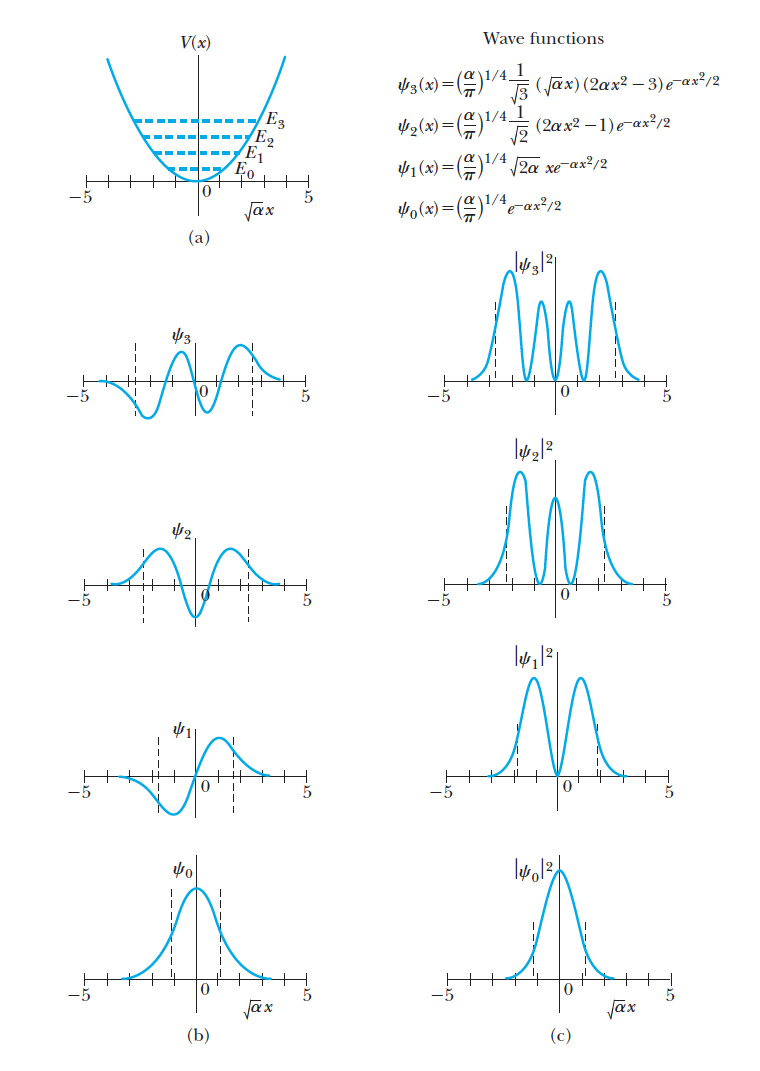 V(x)
E₃
E₂
E₁
E₀
−5 0 5
√α x
(a)
Wave functions
ψ₃(x) = (α/π)^1/4 1/√3 (√αx) (2αx² − 3) e^−αx²/2
ψ₂(x) = (α/π)^1/4 1/√2 (2αx² − 1) e^−αx²/2
ψ₁(x) = (α/π)^1/4 √2α xe^−αx²/2
ψ₀(x) = (α/π)^1/4 e^−αx²/2
ψ₃
−5 0 5
ψ₂
−5 0 5
ψ₁
−5 0 5
ψ₀
−5 0 5
√α x
(b)
|ψ₃|²
−5 0 5
|ψ₂|²
−5 0 5
|ψ₁|²
−5 0 5
|ψ₀|²
−5 0 5
√α x
(c)